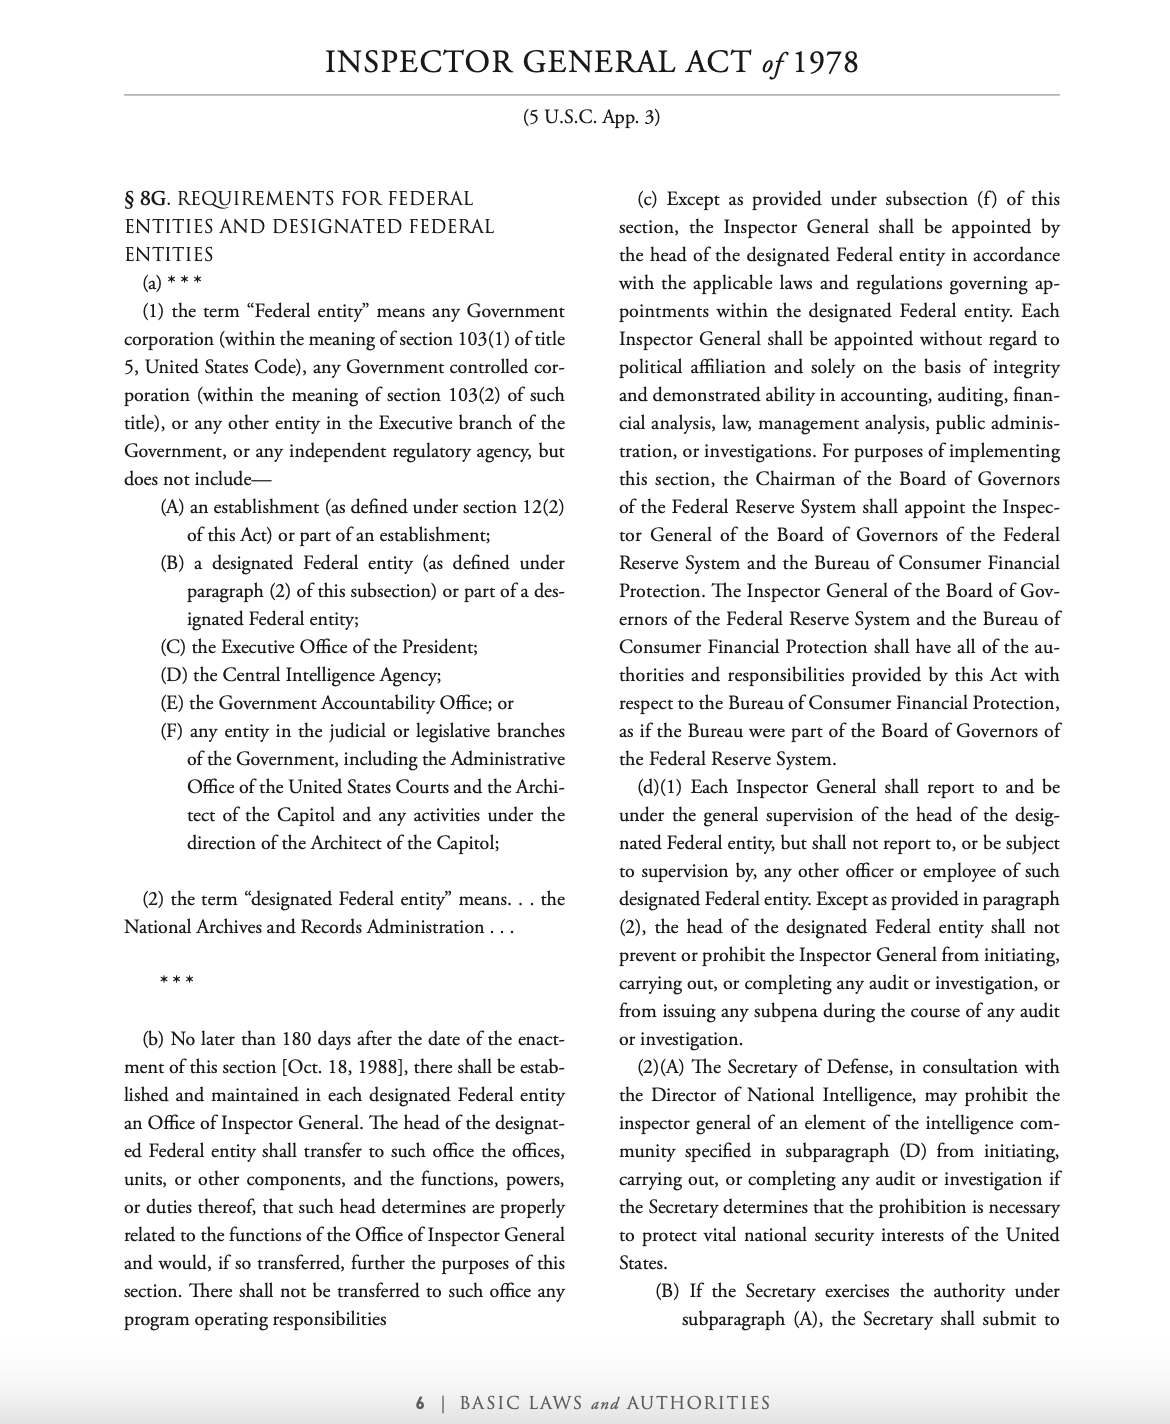 INSPECTOR GENERAL ACT of 1978
(5 U.S.C. App. 3)
§ 8G. REQUIREMENTS FOR FEDERAL
ENTITIES AND DESIGNATED FEDERAL
ENTITIES
(a) * * *
(1) the term “Federal entity” means any Government
corporation (within the meaning of section 103(1) of title
5, United States Code), any Government controlled cor-
poration (within the meaning of section 103(2) of such
title), or any other entity in the Executive branch of the
Government, or any independent regulatory agency, but
does not include—
(A) an establishment (as defined under section 12(2)
of this Act) or part of an establishment;
(B) a designated Federal entity (as defined under
paragraph (2) of this subsection) or part of a des-
ignated Federal entity;
(C) the Executive Office of the President;
(D) the Central Intelligence Agency;
(E) the Government Accountability Office; or
(F) any entity in the judicial or legislative branches
of the Government, including the Administrative
Office of the United States Courts and the Archi-
tect of the Capitol and any activities under the
direction of the Architect of the Capitol;
(2) the term “designated Federal entity” means. . . the
National Archives and Records Administration . . .
* * *
(b) No later than 180 days after the date of the enact-
ment of this section [Oct. 18, 1988], there shall be estab-
lished and maintained in each designated Federal entity
an Office of Inspector General. The head of the designat-
ed Federal entity shall transfer to such office the offices,
units, or other components, and the functions, powers,
or duties thereof, that such head determines are properly
related to the functions of the Office of Inspector General
and would, if so transferred, further the purposes of this
section. There shall not be transferred to such office any
program operating responsibilities
(c) Except as provided under subsection (f) of this
section, the Inspector General shall be appointed by
the head of the designated Federal entity in accordance
with the applicable laws and regulations governing ap-
pointments within the designated Federal entity. Each
Inspector General shall be appointed without regard to
political affiliation and solely on the basis of integrity
and demonstrated ability in accounting, auditing, finan-
cial analysis, law, management analysis, public adminis-
tration, or investigations. For purposes of implementing
this section, the Chairman of the Board of Governors
of the Federal Reserve System shall appoint the Inspec-
tor General of the Board of Governors of the Federal
Reserve System and the Bureau of Consumer Financial
Protection. The Inspector General of the Board of Gov-
ernors of the Federal Reserve System and the Bureau of
Consumer Financial Protection shall have all of the au-
thorities and responsibilities provided by this Act with
respect to the Bureau of Consumer Financial Protection,
as if the Bureau were part of the Board of Governors of
the Federal Reserve System.
(d)(1) Each Inspector General shall report to and be
under the general supervision of the head of the desig-
nated Federal entity, but shall not report to, or be subject
to supervision by, any other officer or employee of such
designated Federal entity. Except as provided in paragraph
(2), the head of the designated Federal entity shall not
prevent or prohibit the Inspector General from initiating,
carrying out, or completing any audit or investigation, or
from issuing any subpena during the course of any audit
or investigation.
(2)(A) The Secretary of Defense, in consultation with
the Director of National Intelligence, may prohibit the
inspector general of an element of the intelligence com-
munity specified in subparagraph (D) from initiating,
carrying out, or completing any audit or investigation if
the Secretary determines that the prohibition is necessary
to protect vital national security interests of the United
States.
(B) If the Secretary exercises the authority under
subparagraph (A), the Secretary shall submit to
6 | BASIC LAWS and AUTHORITIES